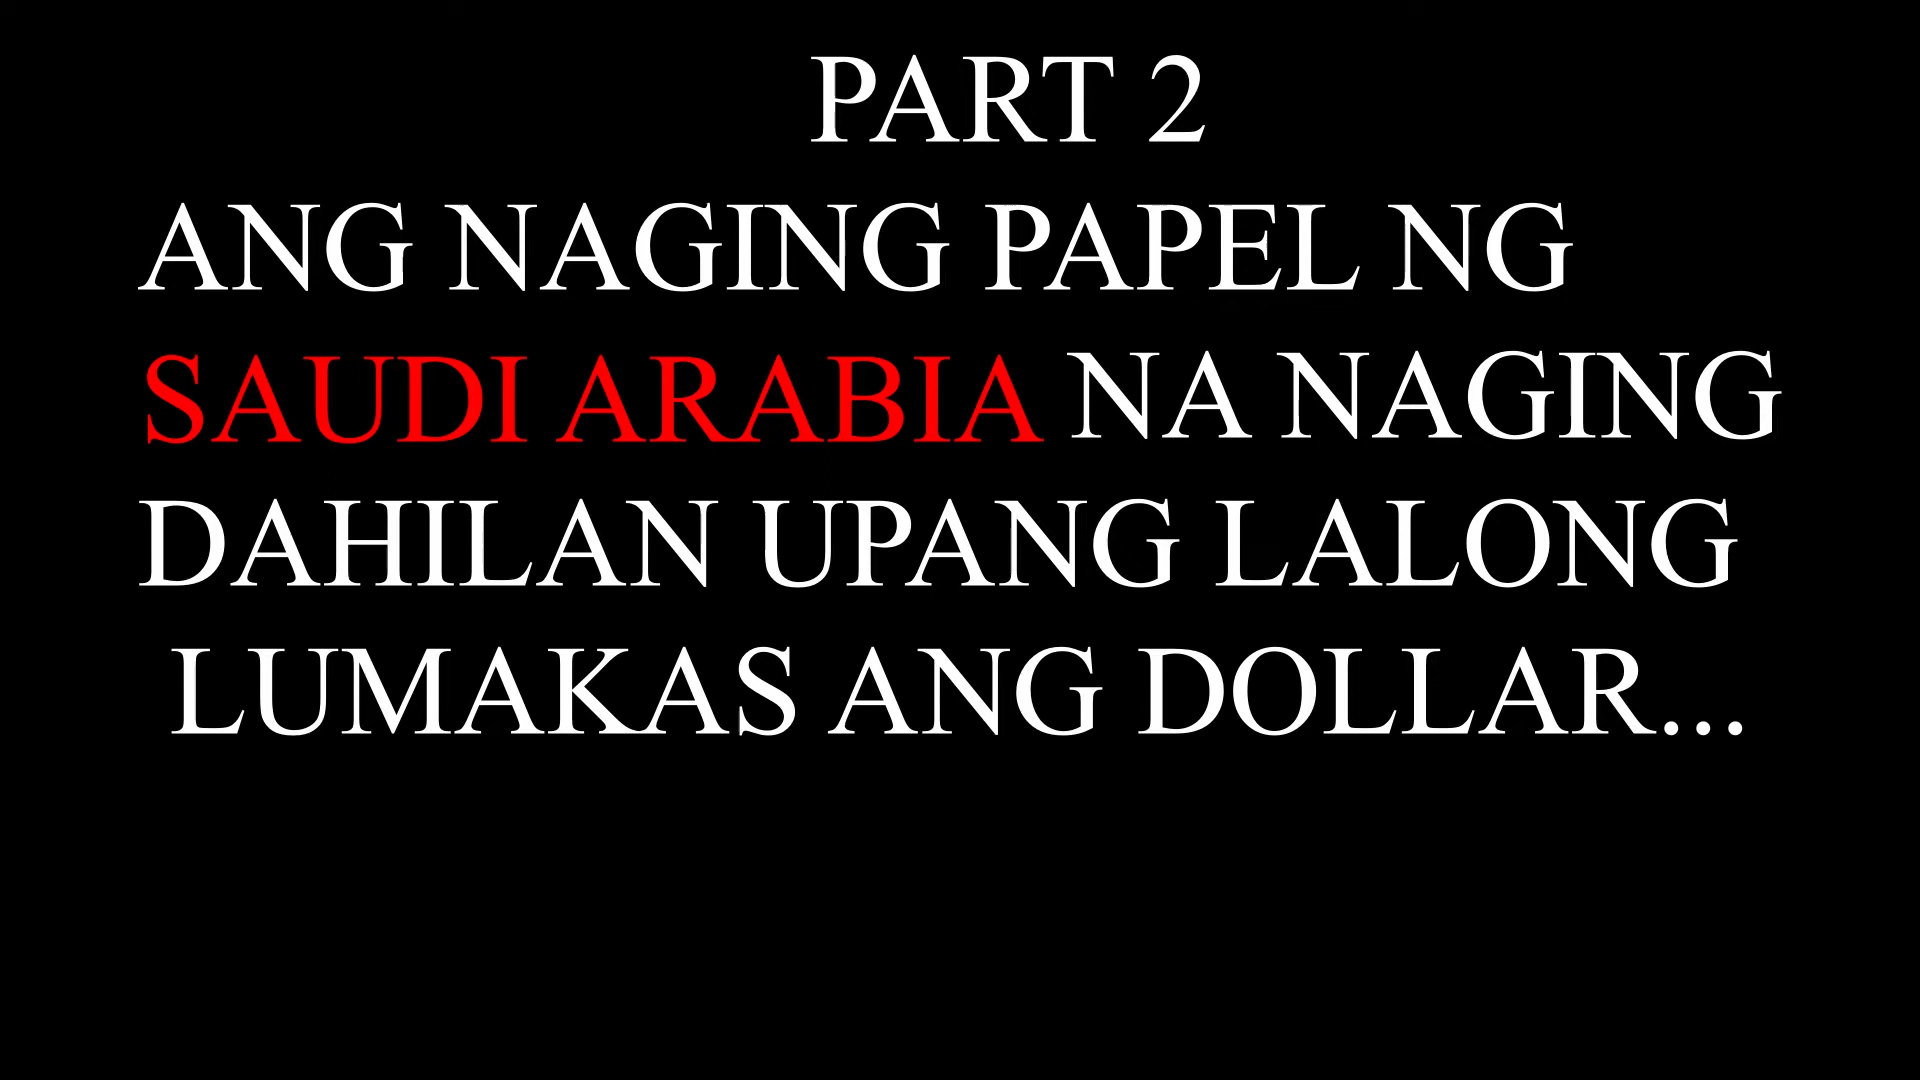 PART 2
ANG NAGING PAPEL NG
SAUDI ARABIA NA NAGING
DAHILAN UPANG LALONG
LUMAKAS ANG DOLLAR...